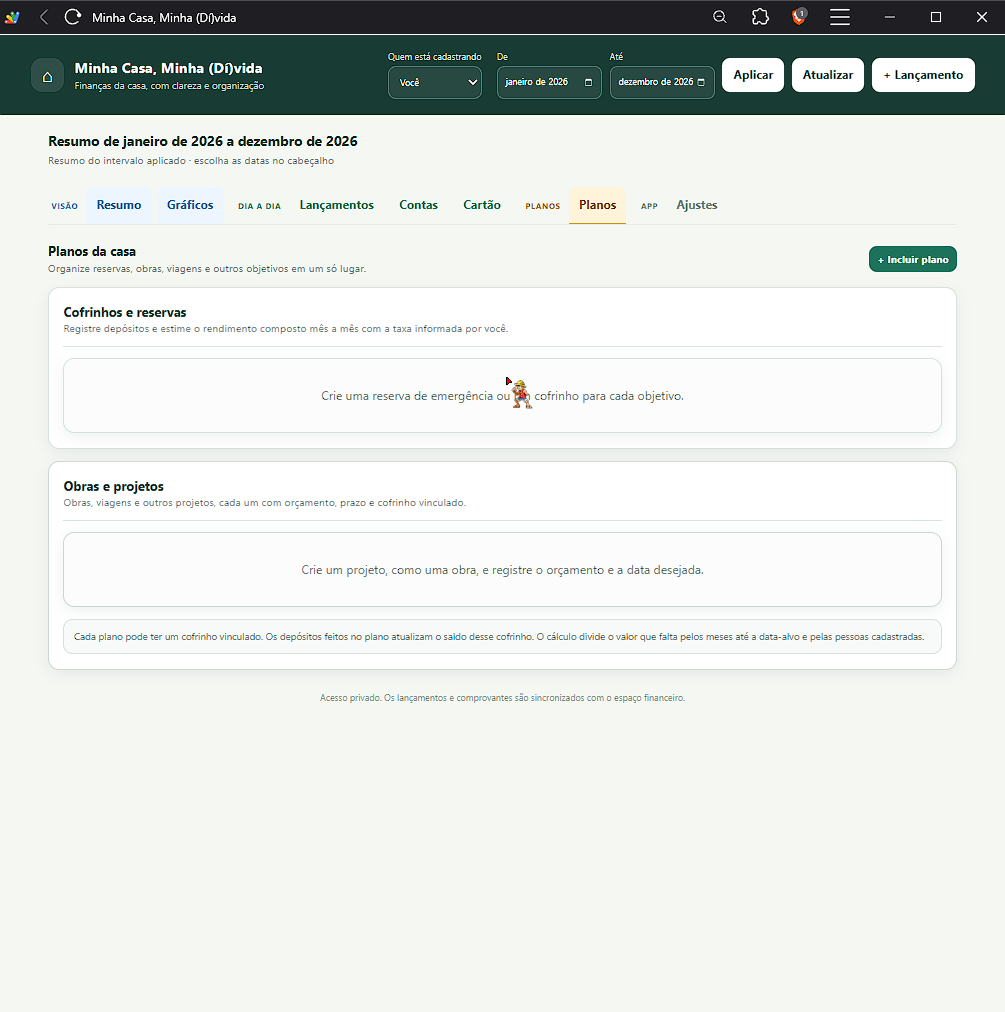 Minha Casa, Minha (Dí)vida
1
Minha Casa, Minha (Dí)vida
Finanças da casa, com clareza e organização
Quem está cadastrando
Você
De
janeiro de 2026
Até
dezembro de 2026
Aplicar
Atualizar
+ Lançamento
Resumo de janeiro de 2026 a dezembro de 2026
Resumo do intervalo aplicado · escolha as datas no cabeçalho
VISÃO Resumo Gráficos DIA A DIA Lançamentos Contas Cartão PLANOS Planos APP Ajustes
Planos da casa
Organize reservas, obras, viagens e outros objetivos em um só lugar.
+ Incluir plano
Cofrinhos e reservas
Registre depósitos e estime o rendimento composto mês a mês com a taxa informada por você.
Crie uma reserva de emergência ou cofrinho para cada objetivo.
Obras e projetos
Obras, viagens e outros projetos, cada um com orçamento, prazo e cofrinho vinculado.
Crie um projeto, como uma obra, e registre o orçamento e a data desejada.
Cada plano pode ter um cofrinho vinculado. Os depósitos feitos no plano atualizam o saldo desse cofrinho. O cálculo divide o valor que falta pelos meses até a data-alvo e pelas pessoas cadastradas.
Acesso privado. Os lançamentos e comprovantes são sincronizados com o espaço financeiro.